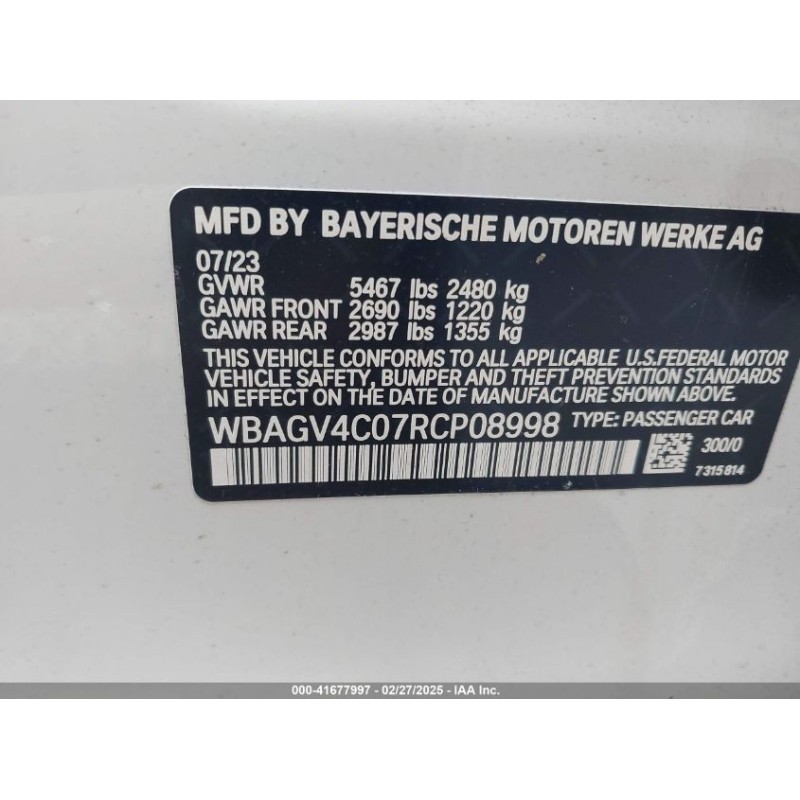 MFD BY BAYERISCHE MOTOREN WERKE AG
07/23
GVWR 5467 lbs 2480 kg
GAWR FRONT 2690 lbs 1220 kg
GAWR REAR 2987 lbs 1355 kg
THIS VEHICLE CONFORMS TO ALL APPLICABLE U.S.FEDERAL MOTOR
VEHICLE SAFETY, BUMPER AND THEFT PREVENTION STANDARDS
IN EFFECT ON THE DATE OF MANUFACTURE SHOWN ABOVE.
WBAGV4C07RCP08998 TYPE: PASSENGER CAR
300/0
7315814
000-41677997 - 02/27/2025 - IAA Inc.